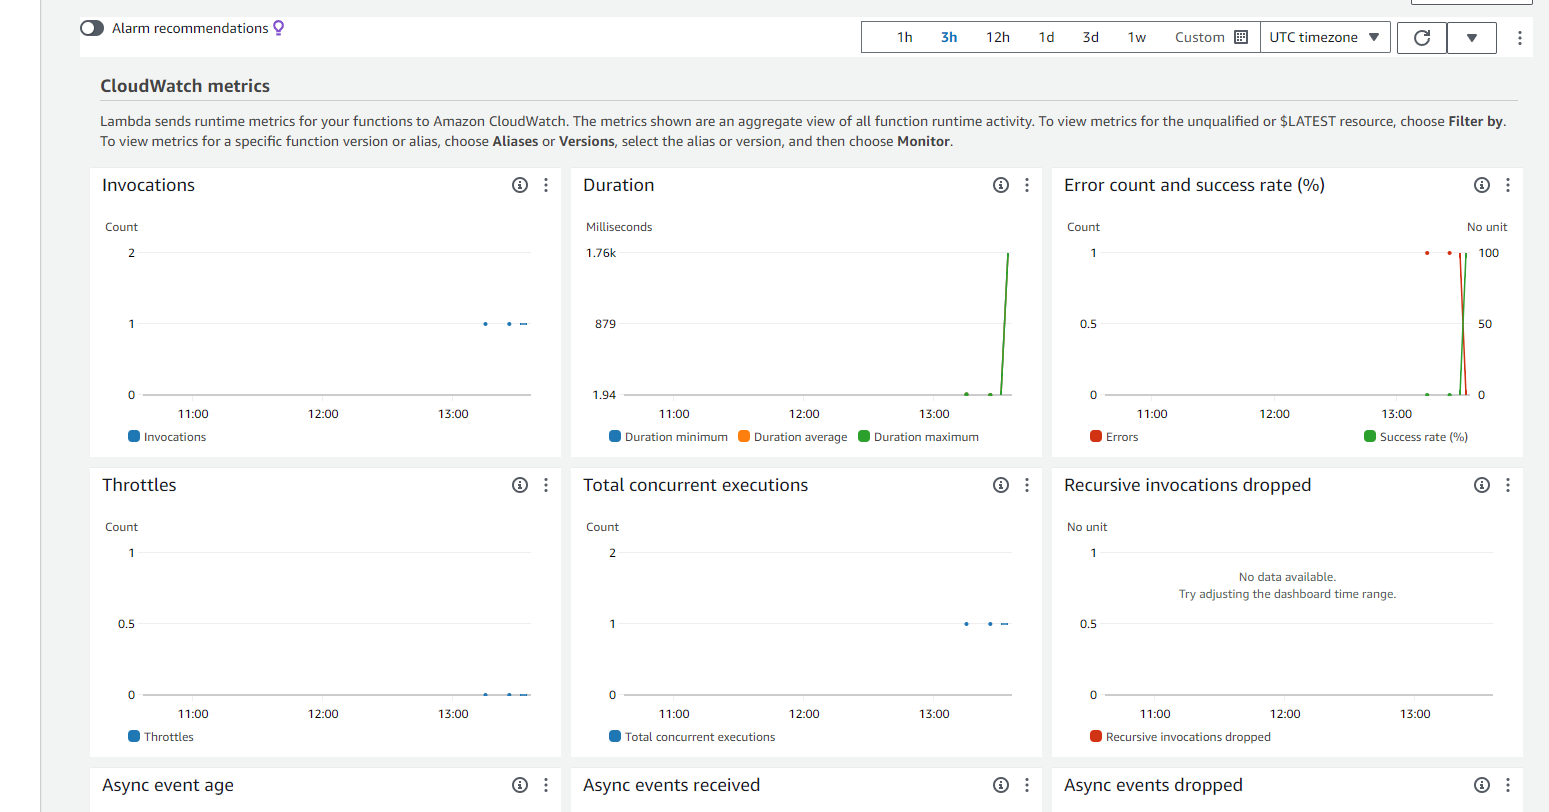 Alarm recommendations
1h 3h 12h 1d 3d 1w Custom UTC timezone
CloudWatch metrics
Lambda sends runtime metrics for your functions to Amazon CloudWatch. The metrics shown are an aggregate view of all function runtime activity. To view metrics for the unqualified or $LATEST resource, choose Filter by.
To view metrics for a specific function version or alias, choose Aliases or Versions, select the alias or version, and then choose Monitor.
Invocations
Count
2
1
0
11:00 12:00 13:00
Invocations
Duration
Milliseconds
1.76k
879
1.94
11:00 12:00 13:00
Duration minimum Duration average Duration maximum
Error count and success rate (%)
Count No unit
1 100
0.5 50
0 0
11:00 12:00 13:00
Errors Success rate (%)
Throttles
Count
1
0.5
0
11:00 12:00 13:00
Throttles
Total concurrent executions
Count
2
1
0
11:00 12:00 13:00
Total concurrent executions
Recursive invocations dropped
No unit
1
No data available.
Try adjusting the dashboard time range.
0.5
0
11:00 12:00 13:00
Recursive invocations dropped
Async event age
Async events received
Async events dropped